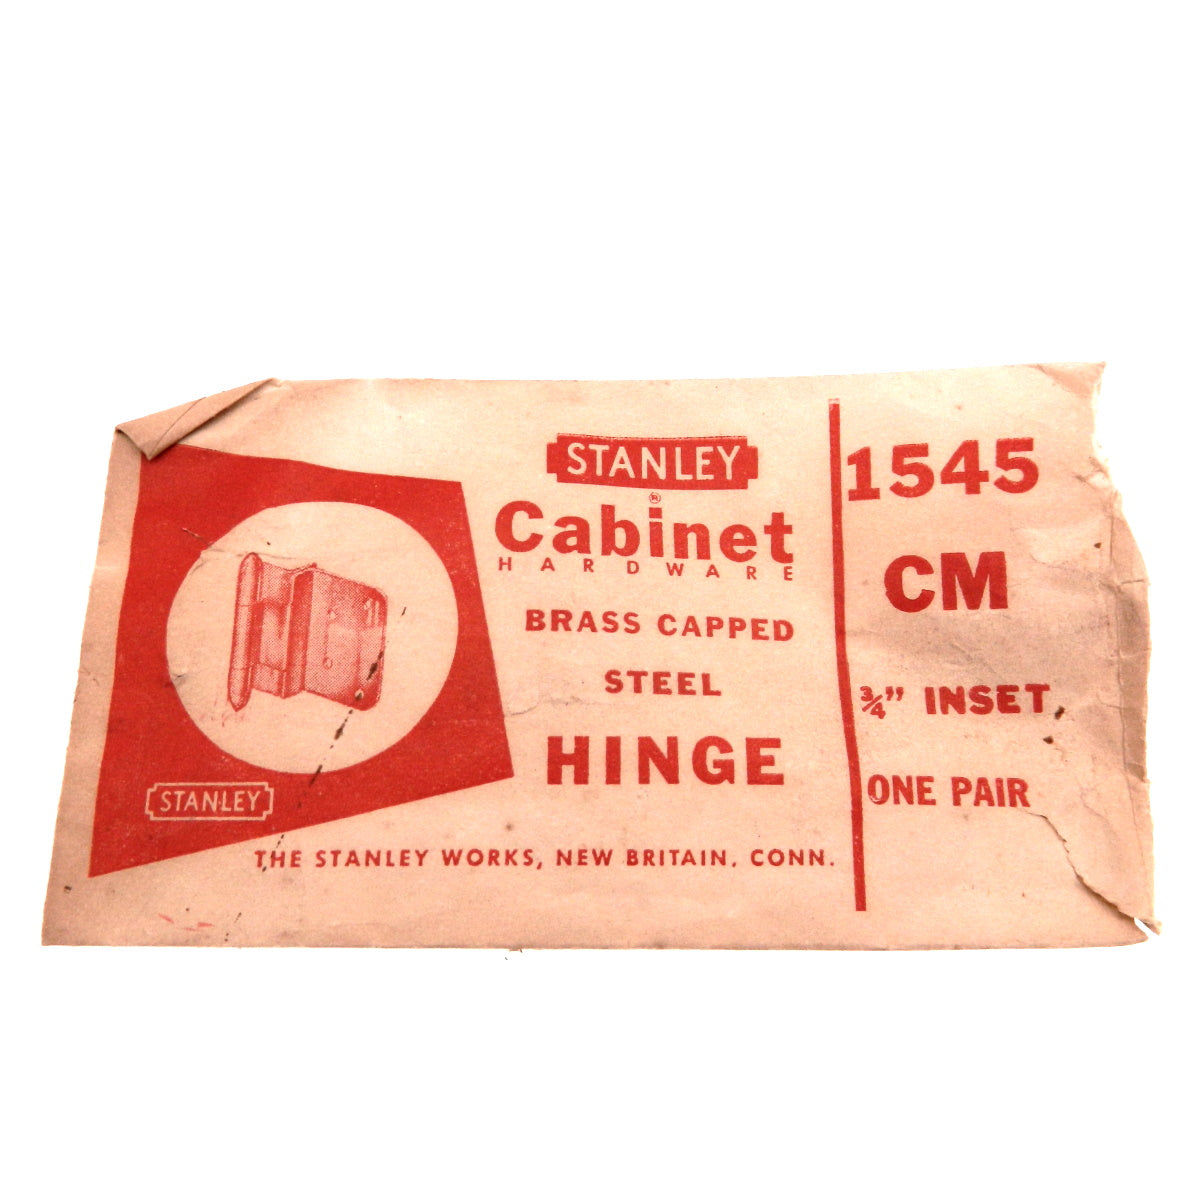 STANLEY
Cabinet®
HARDWARE
BRASS CAPPED
STEEL
HINGE
STANLEY
THE STANLEY WORKS, NEW BRITAIN, CONN.
1545
CM
¾" INSET
ONE PAIR